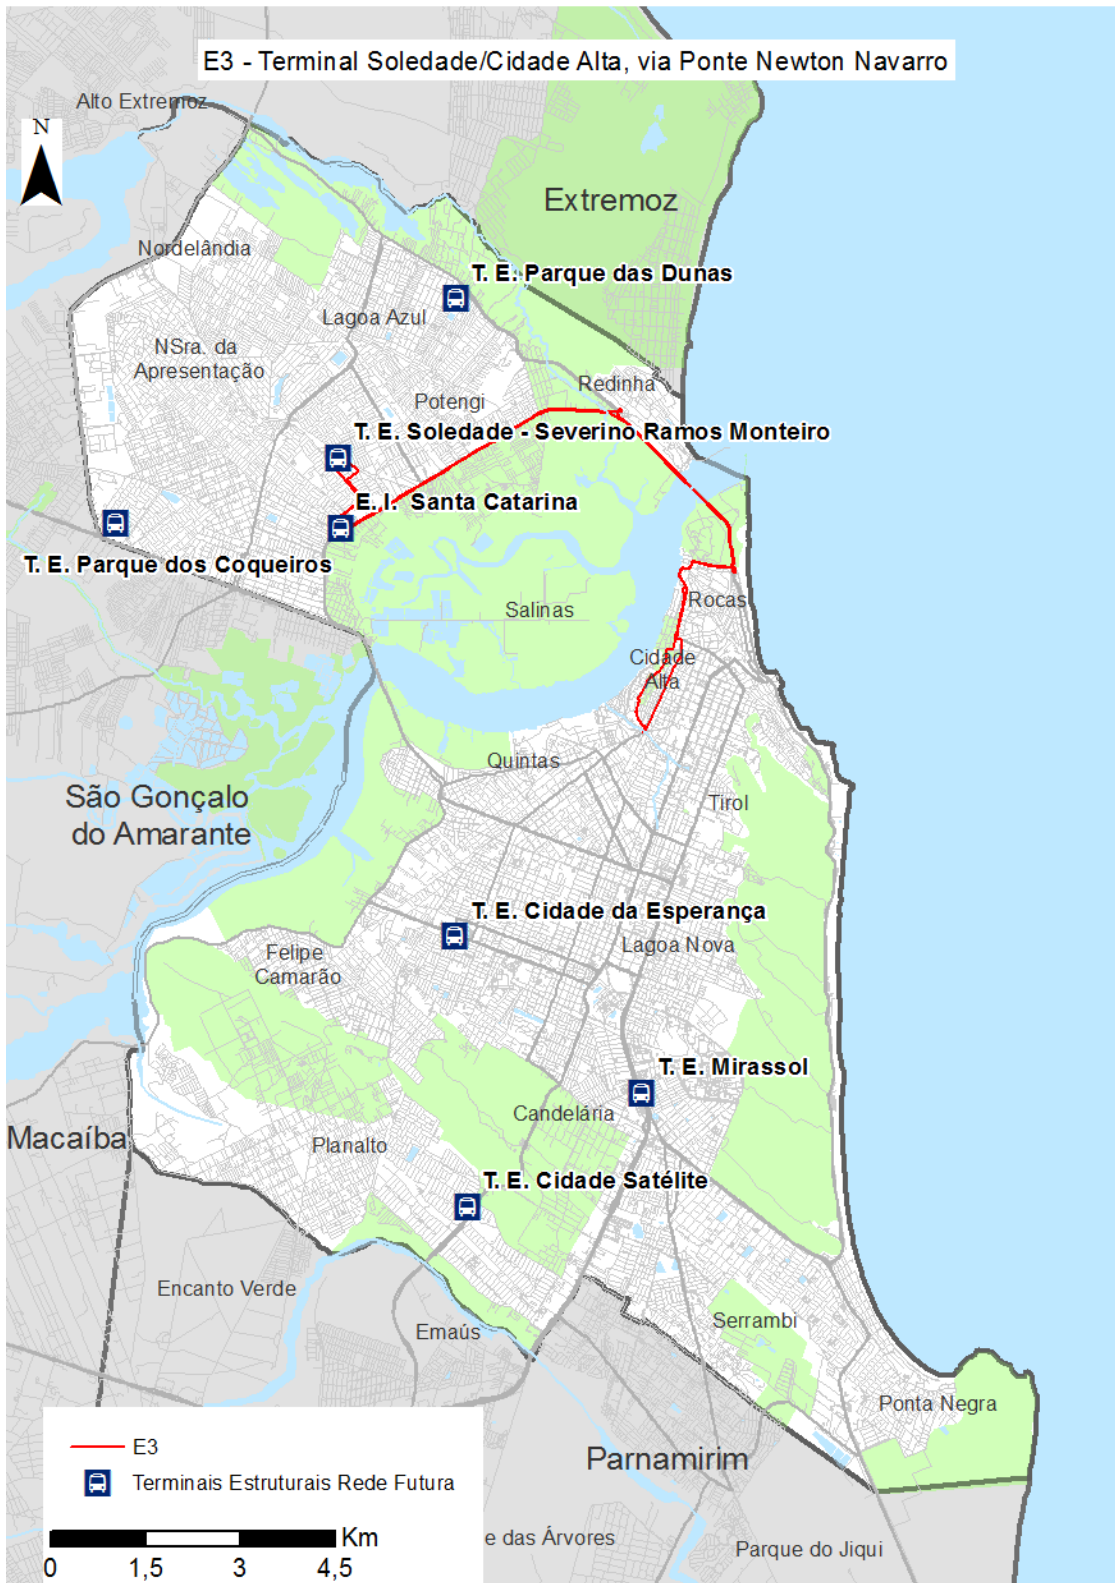 E3 - Terminal Soledade/Cidade Alta, via Ponte Newton Navarro
Alto Extremoz
N
Extremoz
Nordelândia
T. E. Parque das Dunas
Lagoa Azul
NSra. da
Apresentação
Redinha
Potengi
T. E. Soledade - Severino Ramos Monteiro
E. I. Santa Catarina
T. E. Parque dos Coqueiros
Rocas
Salinas
Cidade
Alta
Quintas
São Gonçalo
do Amarante
Tirol
T. E. Cidade da Esperança
Lagoa Nova
Felipe
Camarão
T. E. Mirassol
Candelária
Macaíba
Planalto
T. E. Cidade Satélite
Encanto Verde
Emaús
Serrambi
Ponta Negra
Parnamirim
E3
Terminais Estruturais Rede Futura
Km
0 1,5 3 4,5
e das Árvores
Parque do Jiqui